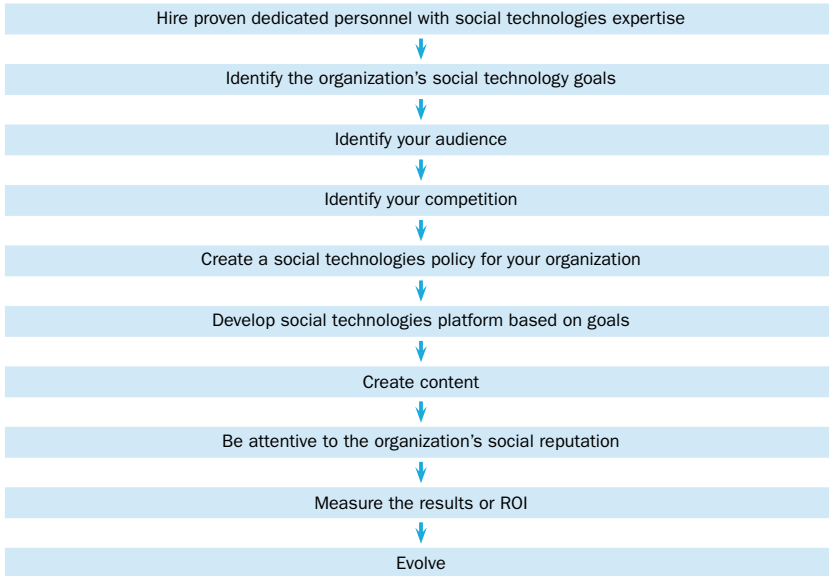 Hire proven dedicated personnel with social technologies expertise
Identify the organization's social technology goals
Identify your audience
Identify your competition
Create a social technologies policy for your organization
Develop social technologies platform based on goals
Create content
Be attentive to the organization's social reputation
Measure the results or ROI
Evolve